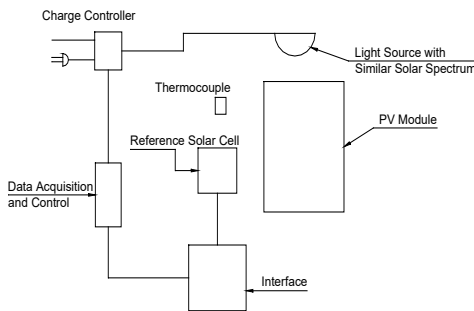 Charge Controller
Light Source with
Similar Solar Spectrum
Thermocouple
PV Module
Reference Solar Cell
Data Acquisition
and Control
Interface